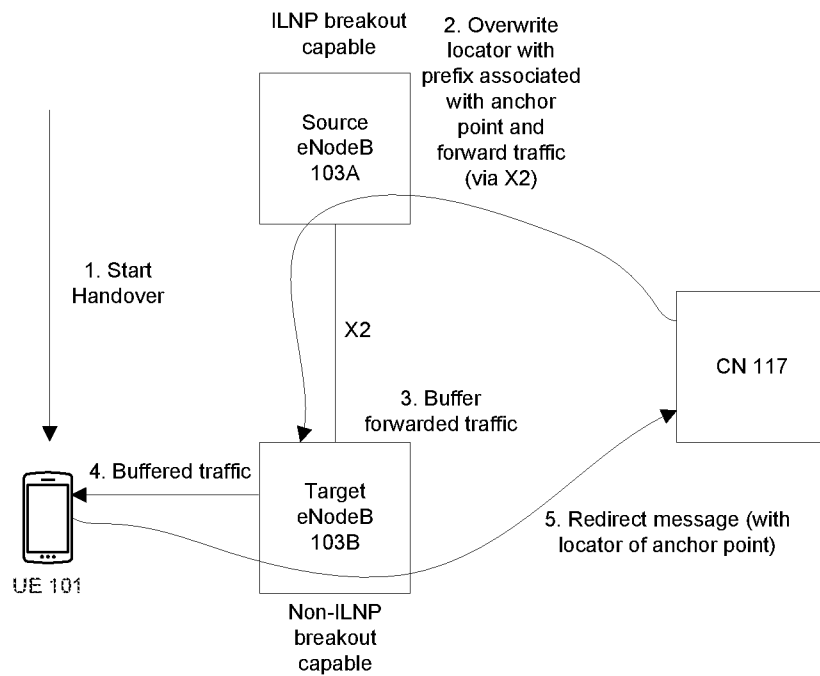 ILNP breakout
capable
2. Overwrite
locator with
prefix associated
with anchor
point and
forward traffic
(via X2)
Source
eNodeB
103A
1. Start
Handover
X2
CN 117
3. Buffer
forwarded traffic
4. Buffered traffic
Target
eNodeB
103B
5. Redirect message (with
locator of anchor point)
UE 101
Non-ILNP
breakout
capable